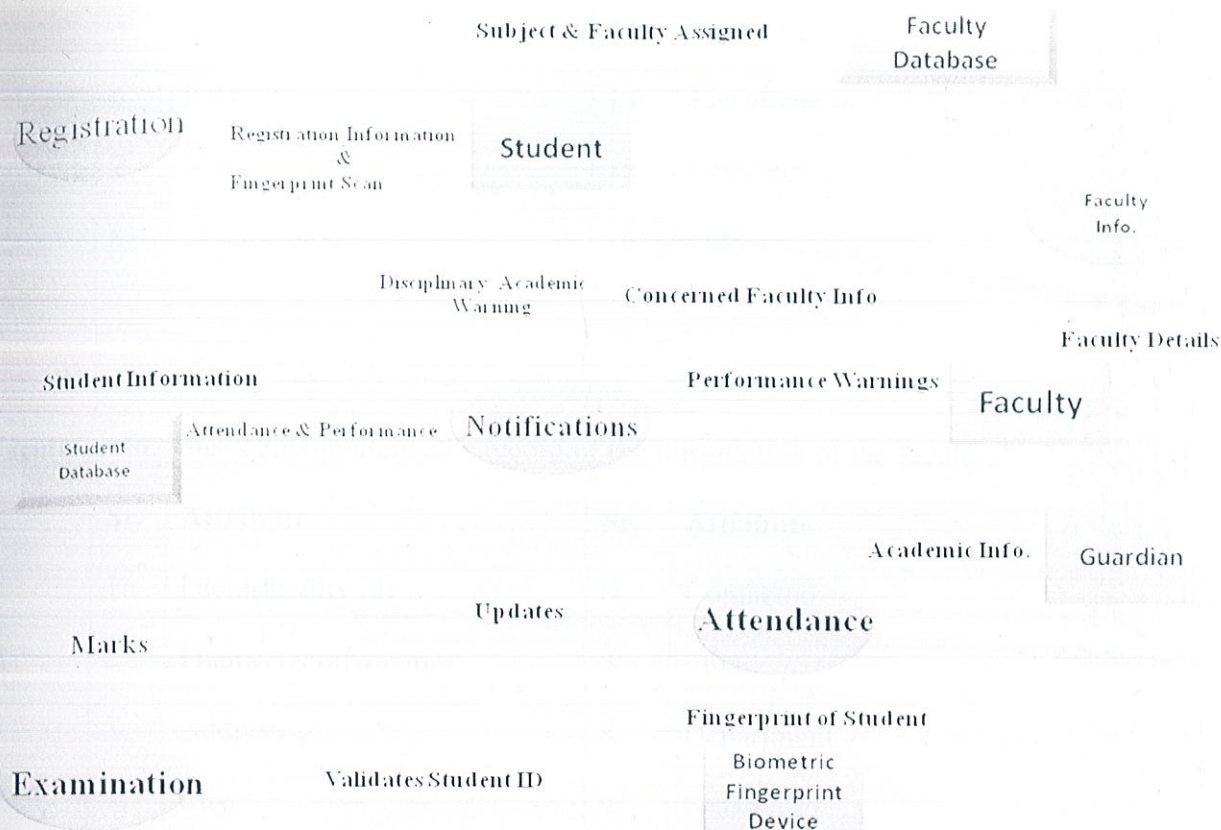 Subject & Faculty Assigned
Faculty
Database
Registration
Registration Information
&
Fingerprint Scan
Student
Faculty
Info.
Disciplinary Academic
Warning
Concerned Faculty Info
Faculty Details
Student Information
Performance Warnings
Faculty
Attendance & Performance
Notifications
Student
Database
Academic Info.
Guardian
Updates
Attendance
Marks
Fingerprint of Student
Examination
Validates Student ID
Biometric
Fingerprint
Device